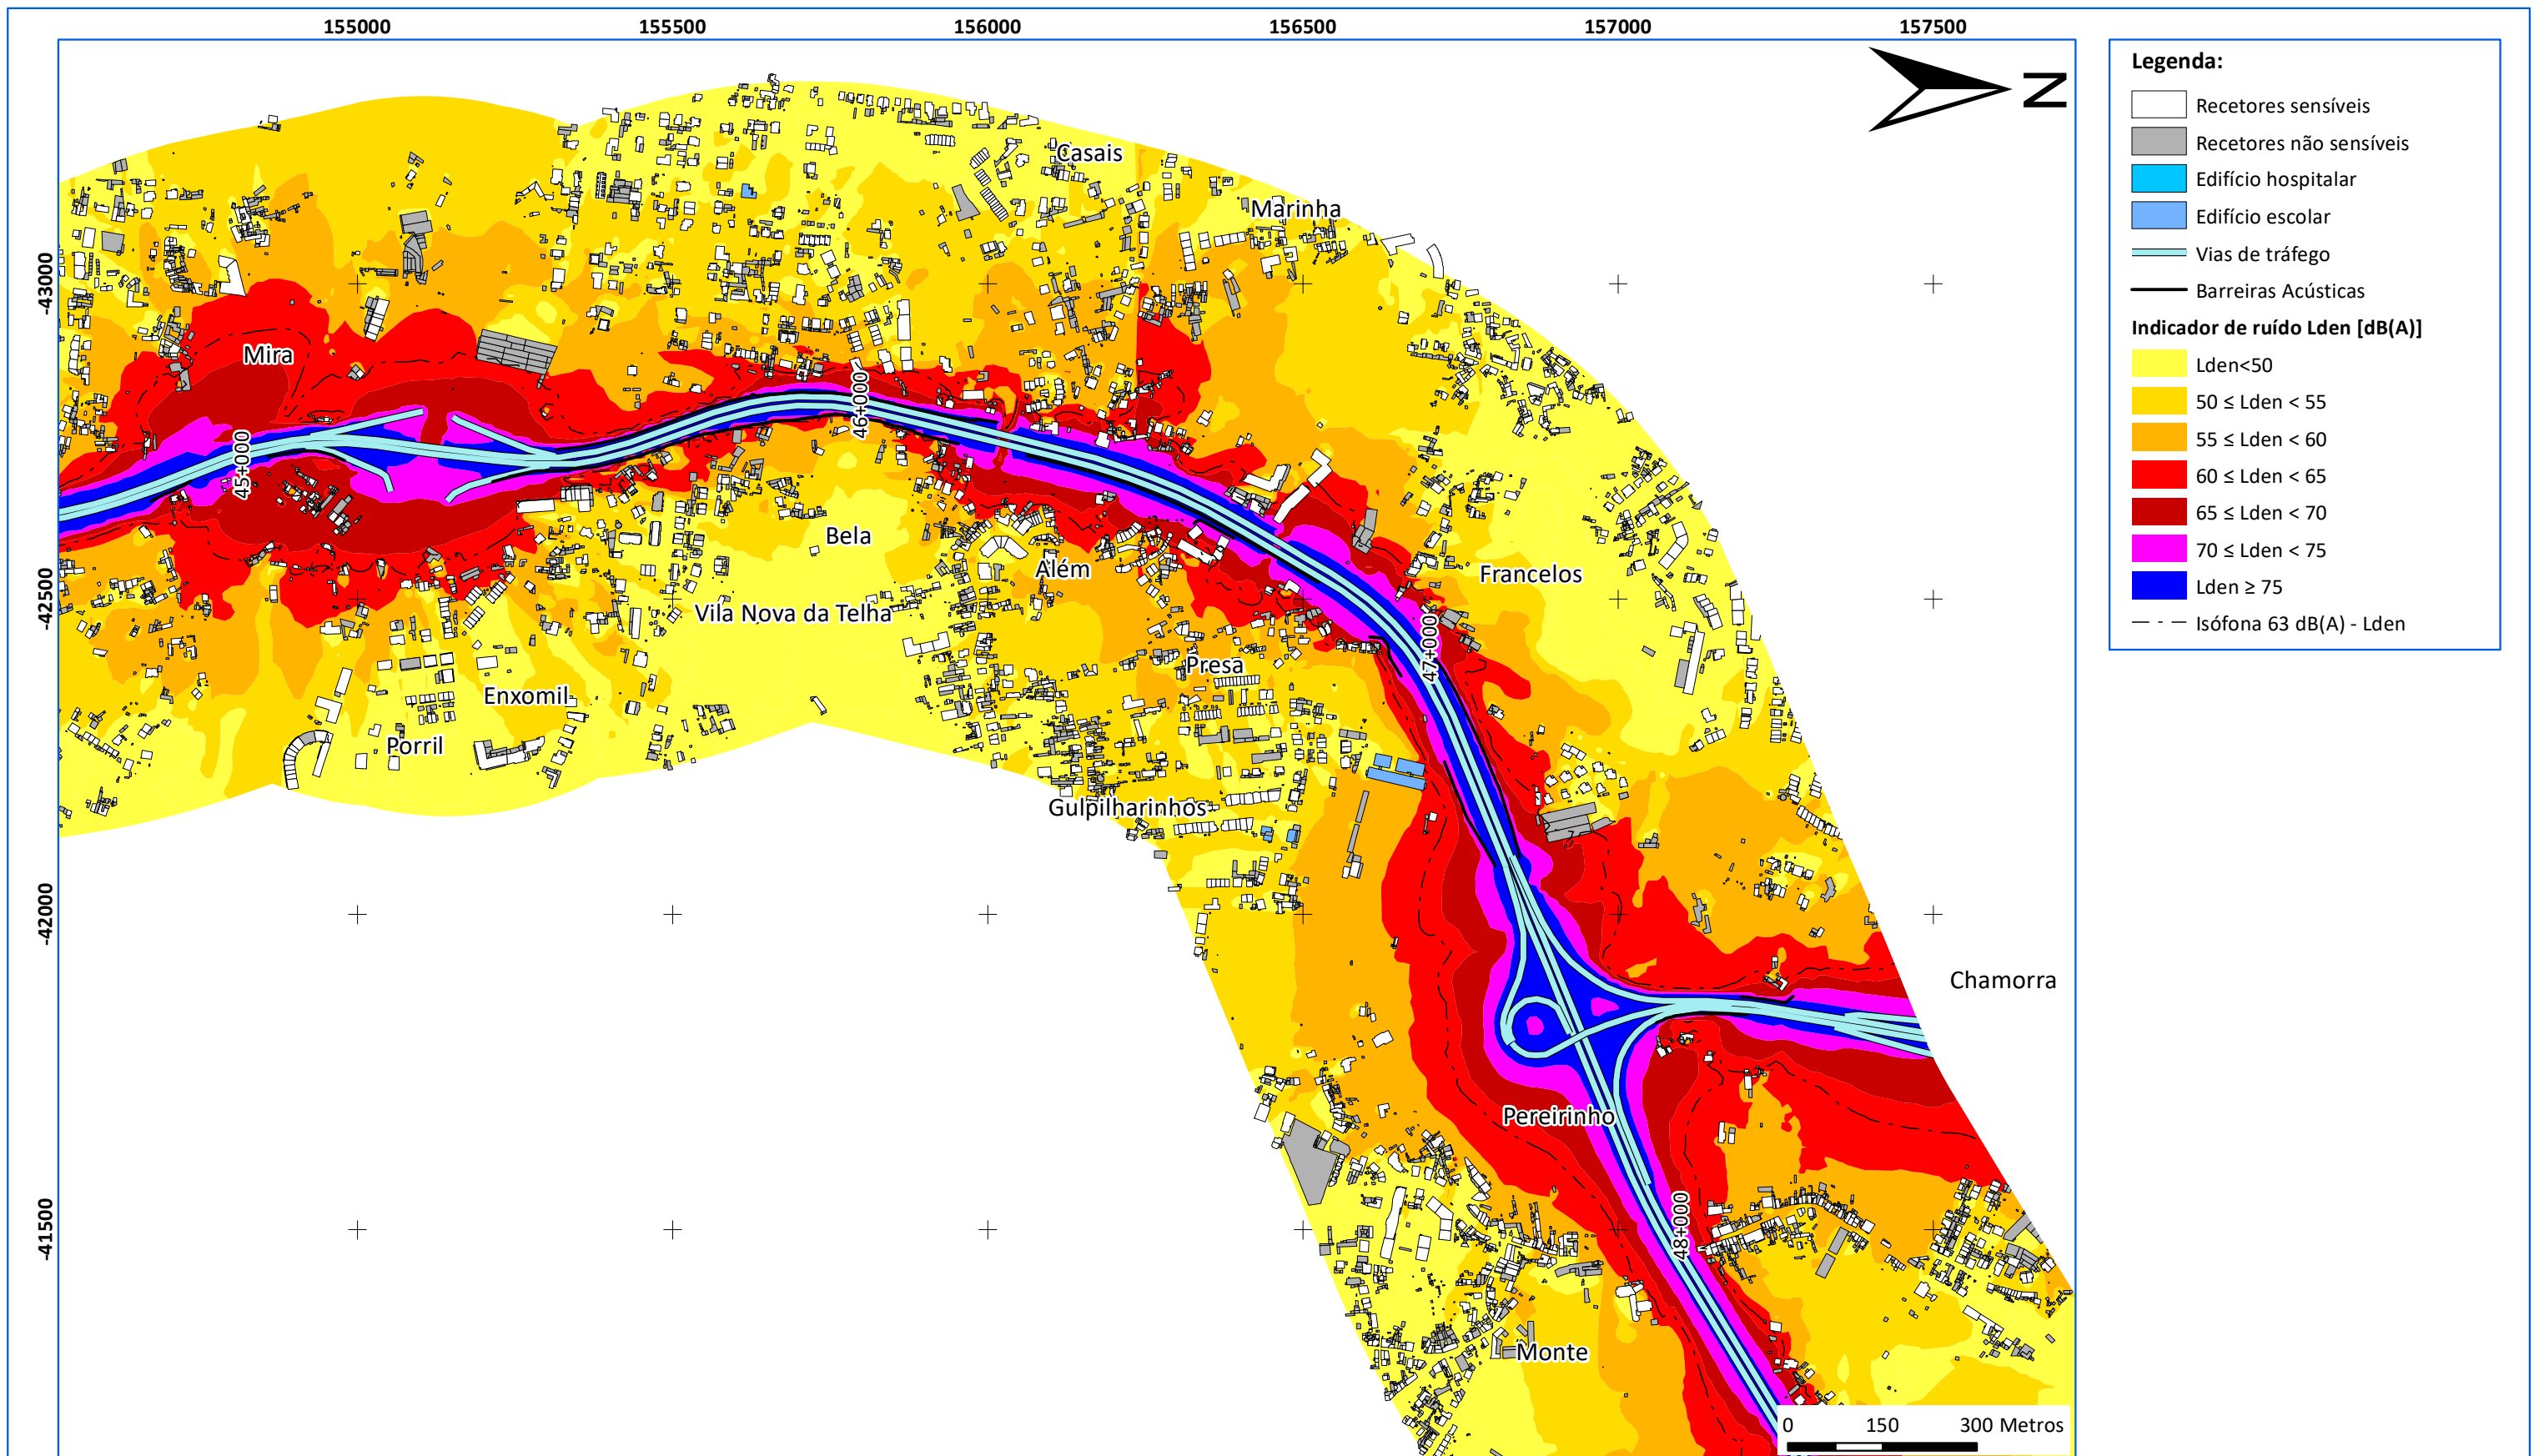 155000
155500
156000
156500
157000
157500
-43000
-42500
-42000
-41500
N
Casais
Marinha
Mira
45+000
46+000
Bela
Além
Francelos
Vila Nova da Telha
47+000
Presa
Enxomil
Porril
Gulpilharinhos
Chamorra
Pereirinho
48+000
Monte
0 150 300 Metros
Legenda:
Recetores sensíveis
Recetores não sensíveis
Edifício hospitalar
Edifício escolar
Vias de tráfego
Barreiras Acústicas
Indicador de ruído Lden [dB(A)]
Lden<50
50 ≤ Lden < 55
55 ≤ Lden < 60
60 ≤ Lden < 65
65 ≤ Lden < 70
70 ≤ Lden < 75
Lden ≥ 75
Isófona 63 dB(A) - Lden